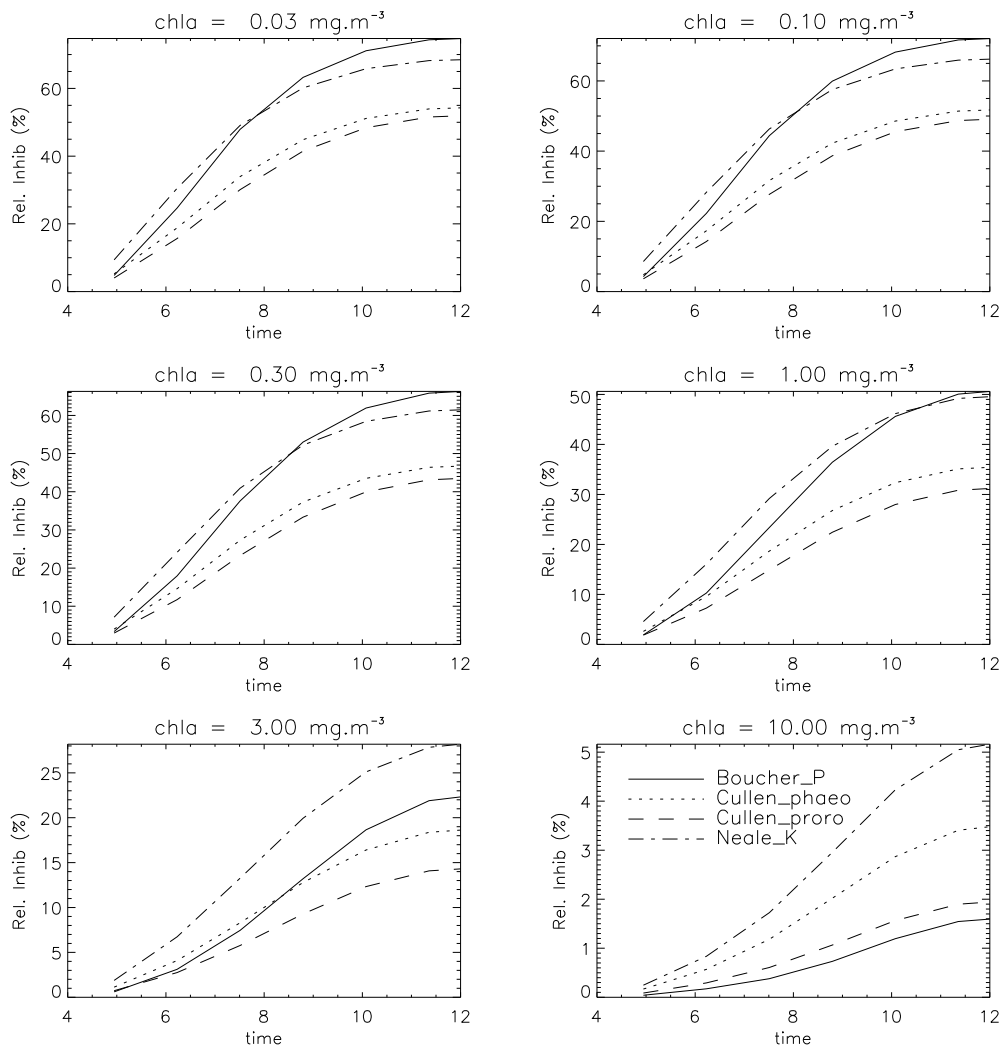 chla = 0.03 mg.m⁻³
Rel. Inhib (%)
60
40
20
0
4 6 8 10 12
time
chla = 0.10 mg.m⁻³
Rel. Inhib (%)
60
40
20
0
4 6 8 10 12
time
chla = 0.30 mg.m⁻³
Rel. Inhib (%)
60
50
40
30
20
10
0
4 6 8 10 12
time
chla = 1.00 mg.m⁻³
Rel. Inhib (%)
50
40
30
20
10
0
4 6 8 10 12
time
chla = 3.00 mg.m⁻³
Rel. Inhib (%)
25
20
15
10
5
0
4 6 8 10 12
time
chla = 10.00 mg.m⁻³
Rel. Inhib (%)
5
4
3
2
1
0
Boucher_P
Cullen_phaeo
Cullen_proro
Neale_K
4 6 8 10 12
time